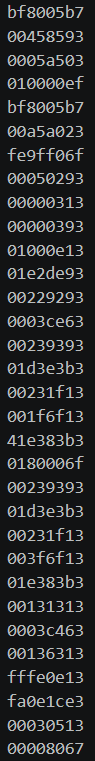 bf8005b7
00458593
0005a503
010000ef
bf8005b7
00a5a023
fe9ff06f
00050293
00000313
00000393
01000e13
01e2de93
00229293
0003ce63
00239393
01d3e3b3
00231f13
001f6f13
41e383b3
0180006f
00239393
01d3e3b3
00231f13
003f6f13
01e383b3
00131313
0003c463
00136313
fffe0e13
fa0e1ce3
00030513
00008067